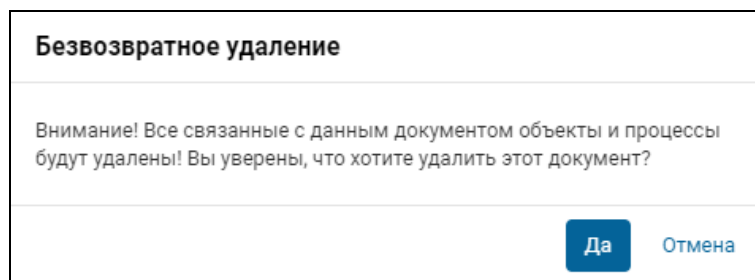 Безвозвратное удаление
Внимание! Все связанные с данным документом объекты и процессы
будут удалены! Вы уверены, что хотите удалить этот документ?
Да Отмена